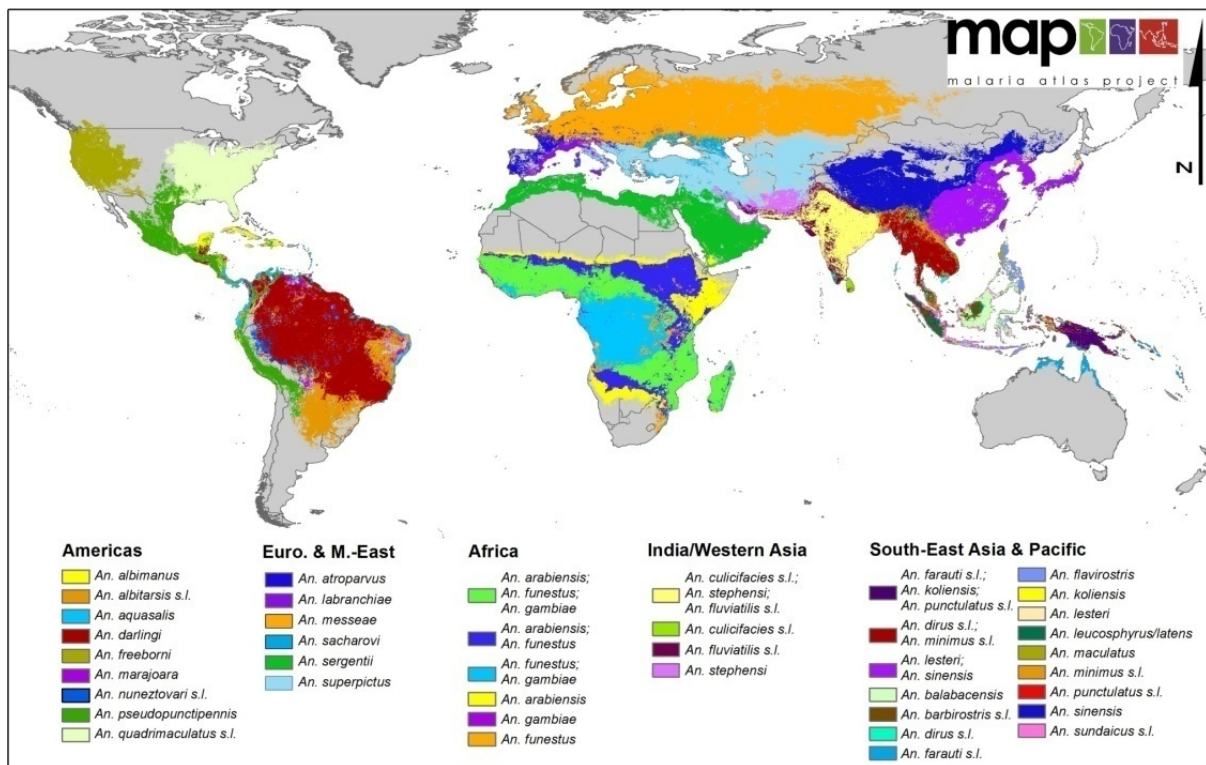 map
malaria atlas project
N
Americas
An. albimanus
An. albitarsis s.l.
An. aquasalis
An. darlingi
An. freeborni
An. marajoara
An. nuneztovari s.l.
An. pseudopunctipennis
An. quadrimaculatus s.l.
Euro. & M.-East
An. atroparvus
An. labranchiae
An. messeae
An. sacharovi
An. sergentii
An. superpictus
Africa
An. arabiensis;
An. funestus;
An. gambiae
An. arabiensis;
An. funestus
An. funestus;
An. gambiae
An. arabiensis
An. gambiae
An. funestus
India/Western Asia
An. culicifacies s.l.;
An. stephensi;
An. fluviatilis s.l.
An. culicifacies s.l.
An. fluviatilis s.l.
An. stephensi
South-East Asia & Pacific
An. farauti s.l.;
An. koliensis;
An. punctulatus s.l.
An. dirus s.l.;
An. minimus s.l.
An. lesteri;
An. sinensis
An. balabacensis
An. barbirostris s.l.
An. dirus s.l.
An. farauti s.l.
An. flavirostris
An. koliensis
An. lesteri
An. leucosphyrus/latens
An. maculatus
An. minimus s.l.
An. punctulatus s.l.
An. sinensis
An. sundaicus s.l.